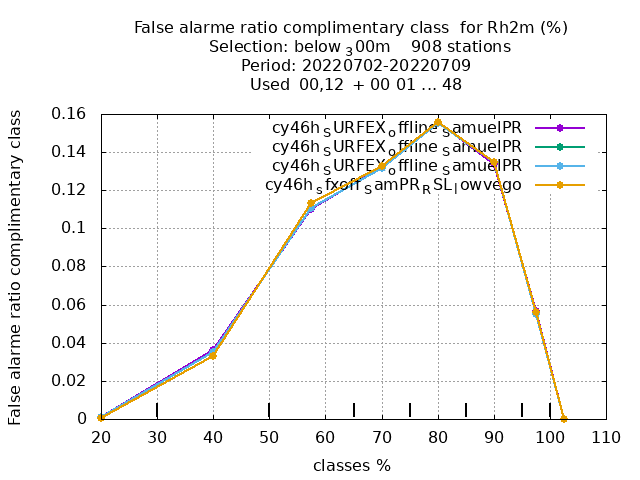 False alarme ratio complimentary class  for Rh2m (%)
Selection: below ₃00m    908 stations
Period: 20220702-20220709
Used  00,12  + 00 01 ... 48
False alarme ratio complimentary class
0.16
0.14
0.12
0.1
0.08
0.06
0.04
0.02
0
cy46h_SURFEX_offline_SamuelPR
cy46h_SURFEX_offline_SamuelPR
cy46h_SURFEX_offline_SamuelPR
cy46h_sfxoff_SamPR_RSL_lowvego
20 30 40 50 60 70 80 90 100 110
classes %